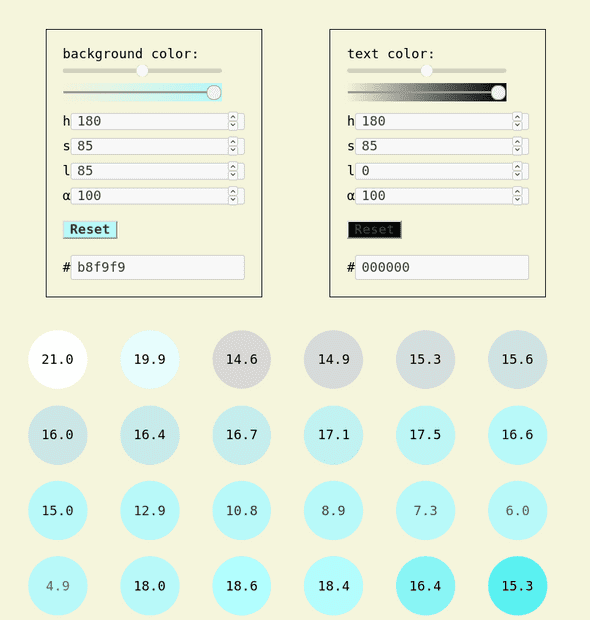 background color: text color:
h 180 h 180
s 85 s 85
l 85 l 0
α 100 α 100
Reset Reset
# b8f9f9 # 000000
21.0 19.9 14.6 14.9 15.3 15.6
16.0 16.4 16.7 17.1 17.5 16.6
15.0 12.9 10.8 8.9 7.3 6.0
4.9 18.0 18.6 18.4 16.4 15.3